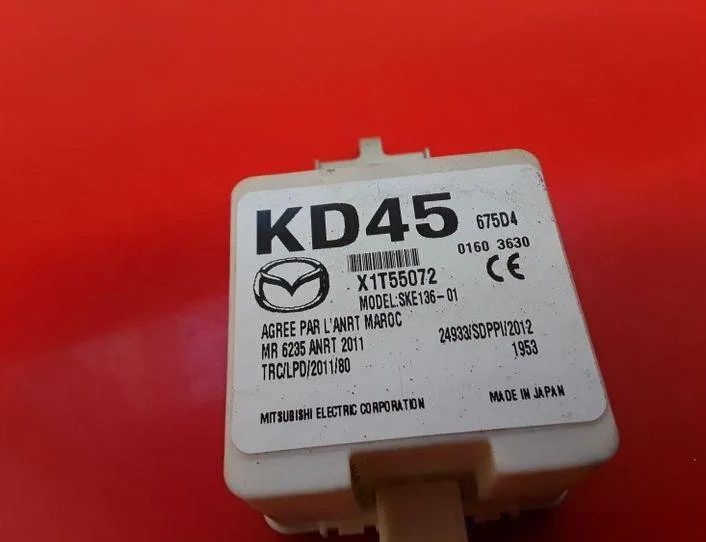 KD45 675D4
0160 3630
X1T55072 CE
MODEL:SKE136-01
AGREE PAR L'ANRT MAROC
MR 6235 ANRT 2011 24933/SDPPI/2012
TRC/LPD/2011/80 1953
MITSUBISHI ELECTRIC CORPORATION MADE IN JAPAN